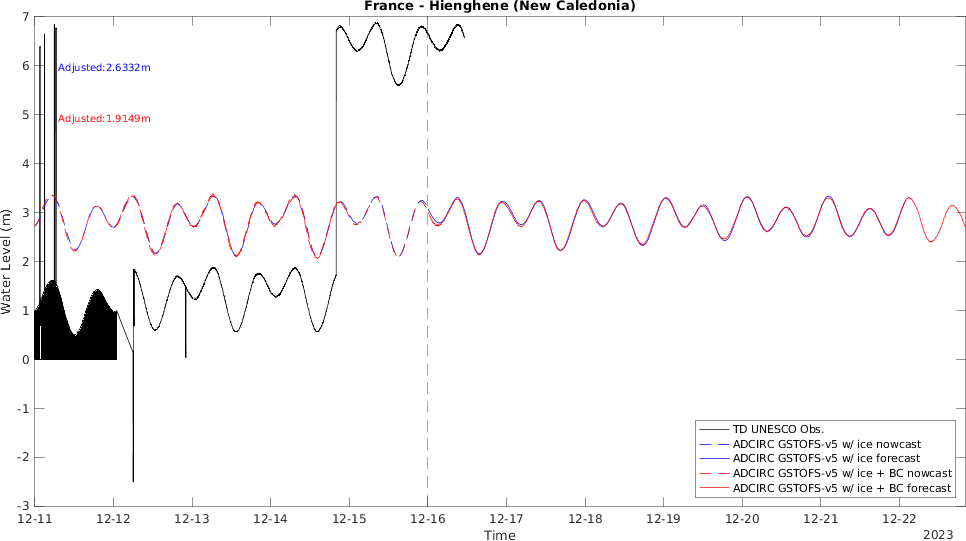 France - Hienghene (New Caledonia)
7
6
5
4
3
2
1
0
-1
-2
-3
Water Level (m)
Adjusted:2.6332m
Adjusted:1.9149m
TD UNESCO Obs.
ADCIRC GSTOFS-v5 w/ ice nowcast
ADCIRC GSTOFS-v5 w/ ice forecast
ADCIRC GSTOFS-v5 w/ ice + BC nowcast
ADCIRC GSTOFS-v5 w/ ice + BC forecast
12-11 12-12 12-13 12-14 12-15 12-16 12-17 12-18 12-19 12-20 12-21 12-22
Time
2023